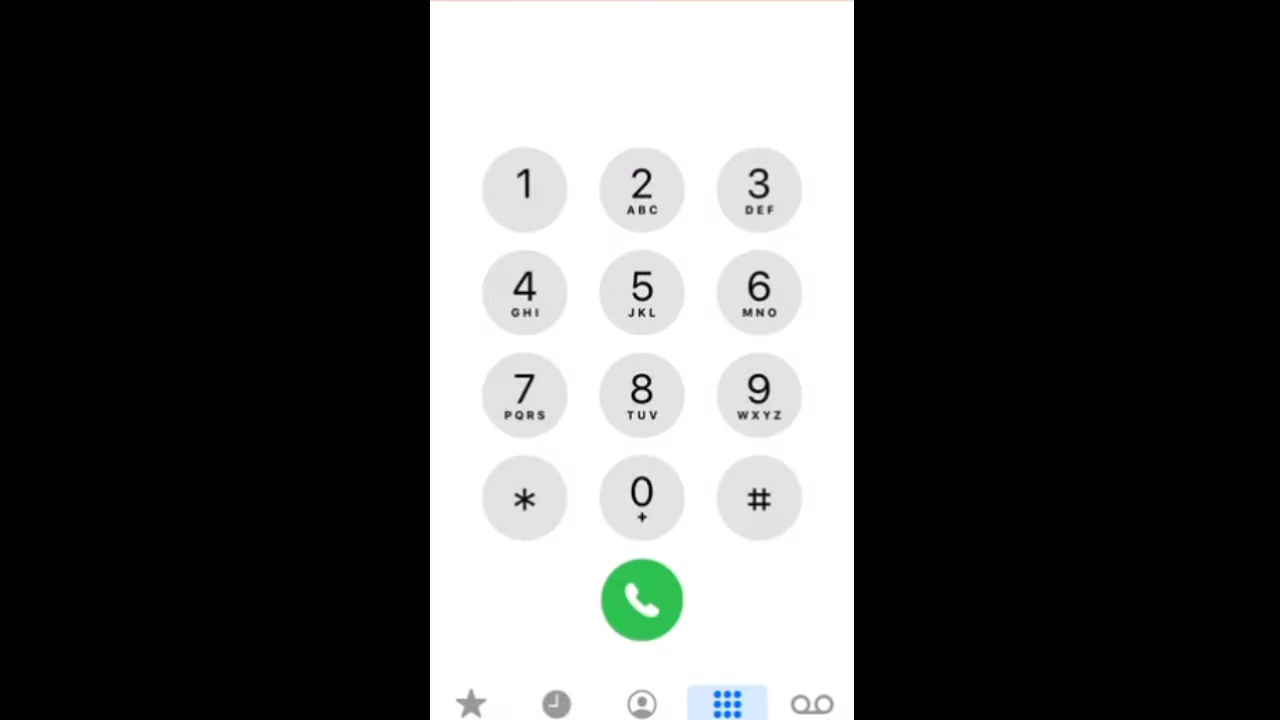 1 2 3
ABC DEF
4 5 6
GHI JKL MNO
7 8 9
PQRS TUV WXYZ
* 0 #
+